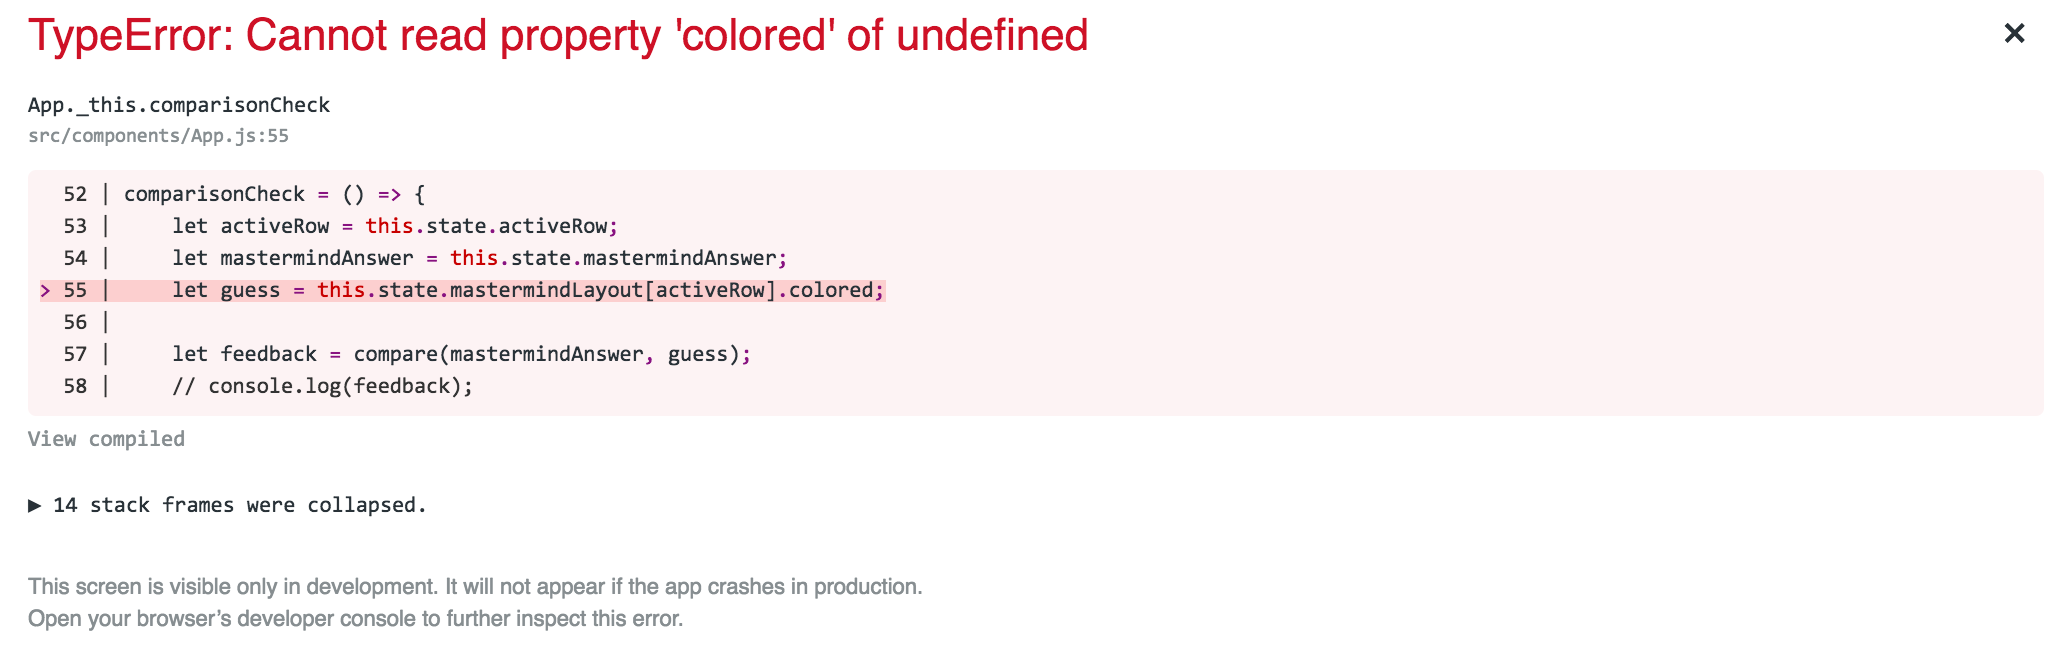 TypeError: Cannot read property 'colored' of undefined
×
App._this.comparisonCheck
src/components/App.js:55
52 | comparisonCheck = () => {
53 |     let activeRow = this.state.activeRow;
54 |     let mastermindAnswer = this.state.mastermindAnswer;
> 55 |     let guess = this.state.mastermindLayout[activeRow].colored;
56 |
57 |     let feedback = compare(mastermindAnswer, guess);
58 |     // console.log(feedback);
View compiled
▶ 14 stack frames were collapsed.
This screen is visible only in development. It will not appear if the app crashes in production.
Open your browser’s developer console to further inspect this error.